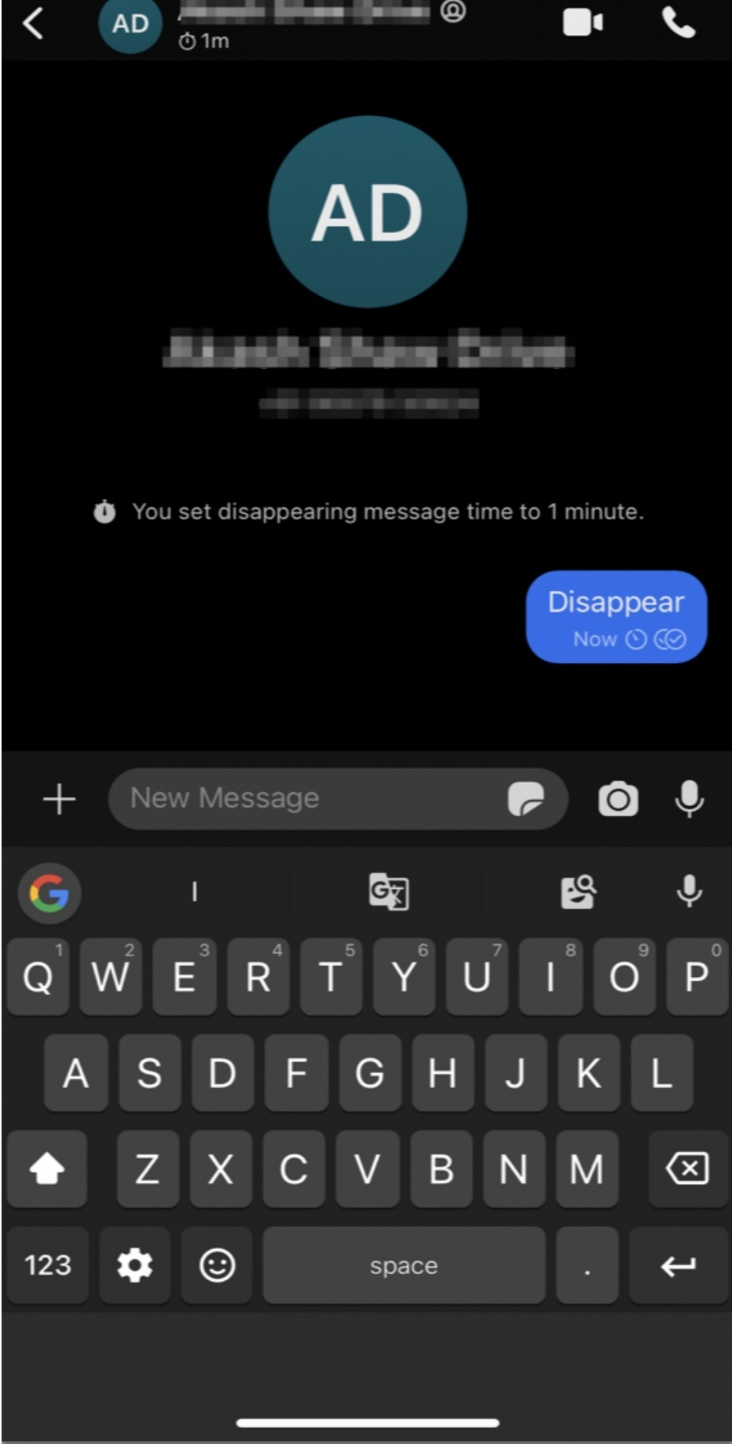 AD
1m
AD
You set disappearing message time to 1 minute.
Disappear
Now
New Message
I
1 2 3 4 5 6 7 8 9 0
Q W E R T Y U I O P
A S D F G H J K L
Z X C V B N M
123 space .